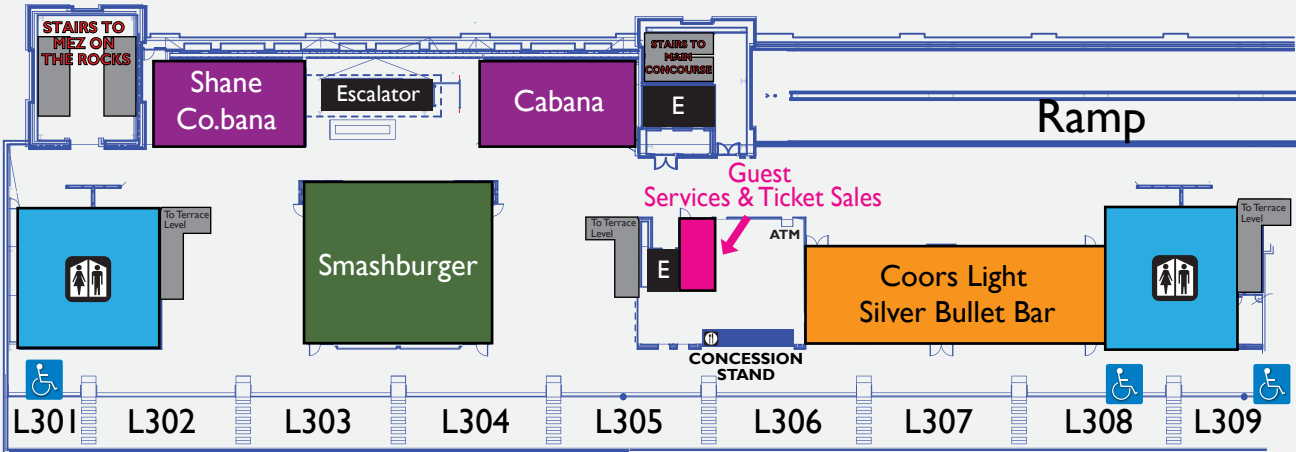 STAIRS TO
MEZ ON
THE ROCKS
Shane
Co.bana
Escalator
Cabana
STAIRS TO
MAIN
CONCOURSE
E
Ramp
Guest
Services & Ticket Sales
To Terrace
Level
Smashburger
To Terrace
Level
E
ATM
Coors Light
Silver Bullet Bar
To Terrace
Level
CONCESSION
STAND
L301
L302
L303
L304
L305
L306
L307
L308
L309